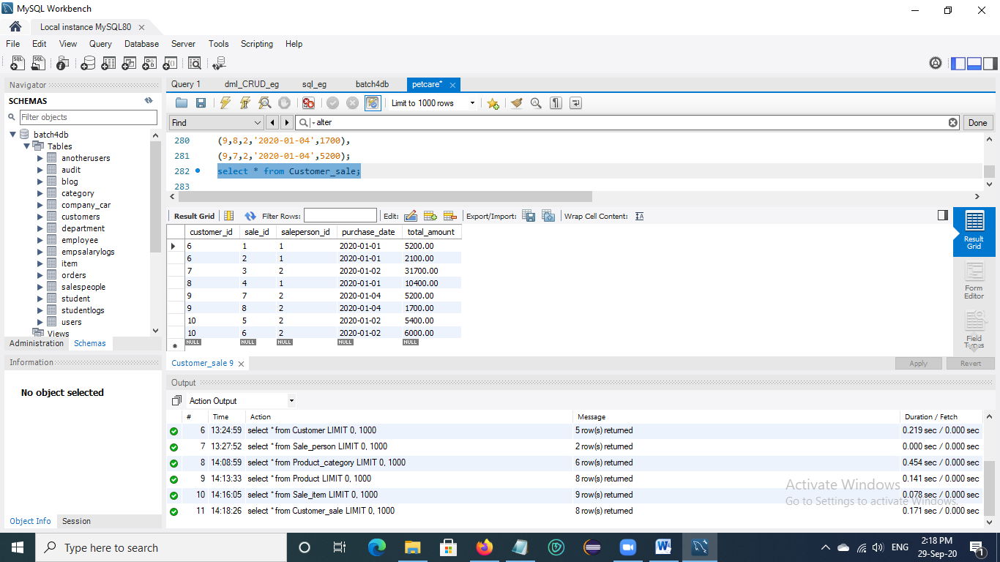 MySQL Workbench
Local instance MySQL80
File Edit View Query Database Server Tools Scripting Help
Navigator
SCHEMAS
Filter objects
batch4db
Tables
anotherusers
audit
blog
category
company_car
customers
department
employee
empsalarylogs
item
orders
salespeople
student
studentlogs
users
Views
Administration Schemas
Information
No object selected
Object Info Session
Query 1 dml_CRUD_eg sql_eg batch4db petcare*
Limit to 1000 rows
Find alter Done
280 (9,8,2,'2020-01-04',1700),
281 (9,7,2,'2020-01-04',5200);
282 select * from Customer_sale;
283
Result Grid Filter Rows: Edit: Export/Import: Wrap Cell Content:
customer_id sale_id saleperson_id purchase_date total_amount
6 1 1 2020-01-01 5200.00
6 2 1 2020-01-01 2100.00
7 3 2 2020-01-02 31700.00
8 4 1 2020-01-01 10400.00
9 7 2 2020-01-04 5200.00
9 8 2 2020-01-04 1700.00
10 5 2 2020-01-02 5400.00
10 6 2 2020-01-02 6000.00
NULL NULL NULL NULL NULL
Result Grid
Form Editor
Field Types
Customer_sale 9 Apply Revert
Output
Action Output
# Time Action Message Duration / Fetch
6 13:24:59 select * from Customer LIMIT 0, 1000 5 row(s) returned 0.219 sec / 0.000 sec
7 13:27:52 select * from Sale_person LIMIT 0, 1000 2 row(s) returned 0.000 sec / 0.000 sec
8 14:08:59 select * from Product_category LIMIT 0, 1000 6 row(s) returned 0.454 sec / 0.000 sec
9 14:13:33 select * from Product LIMIT 0, 1000 8 row(s) returned 0.141 sec / 0.000 sec
10 14:16:05 select * from Sale_item LIMIT 0, 1000 9 row(s) returned 0.078 sec / 0.000 sec
11 14:18:26 select * from Customer_sale LIMIT 0, 1000 8 row(s) returned 0.171 sec / 0.000 sec
Activate Windows
Go to Settings to activate Windows.
Type here to search
ENG
2:18 PM
29-Sep-20
1